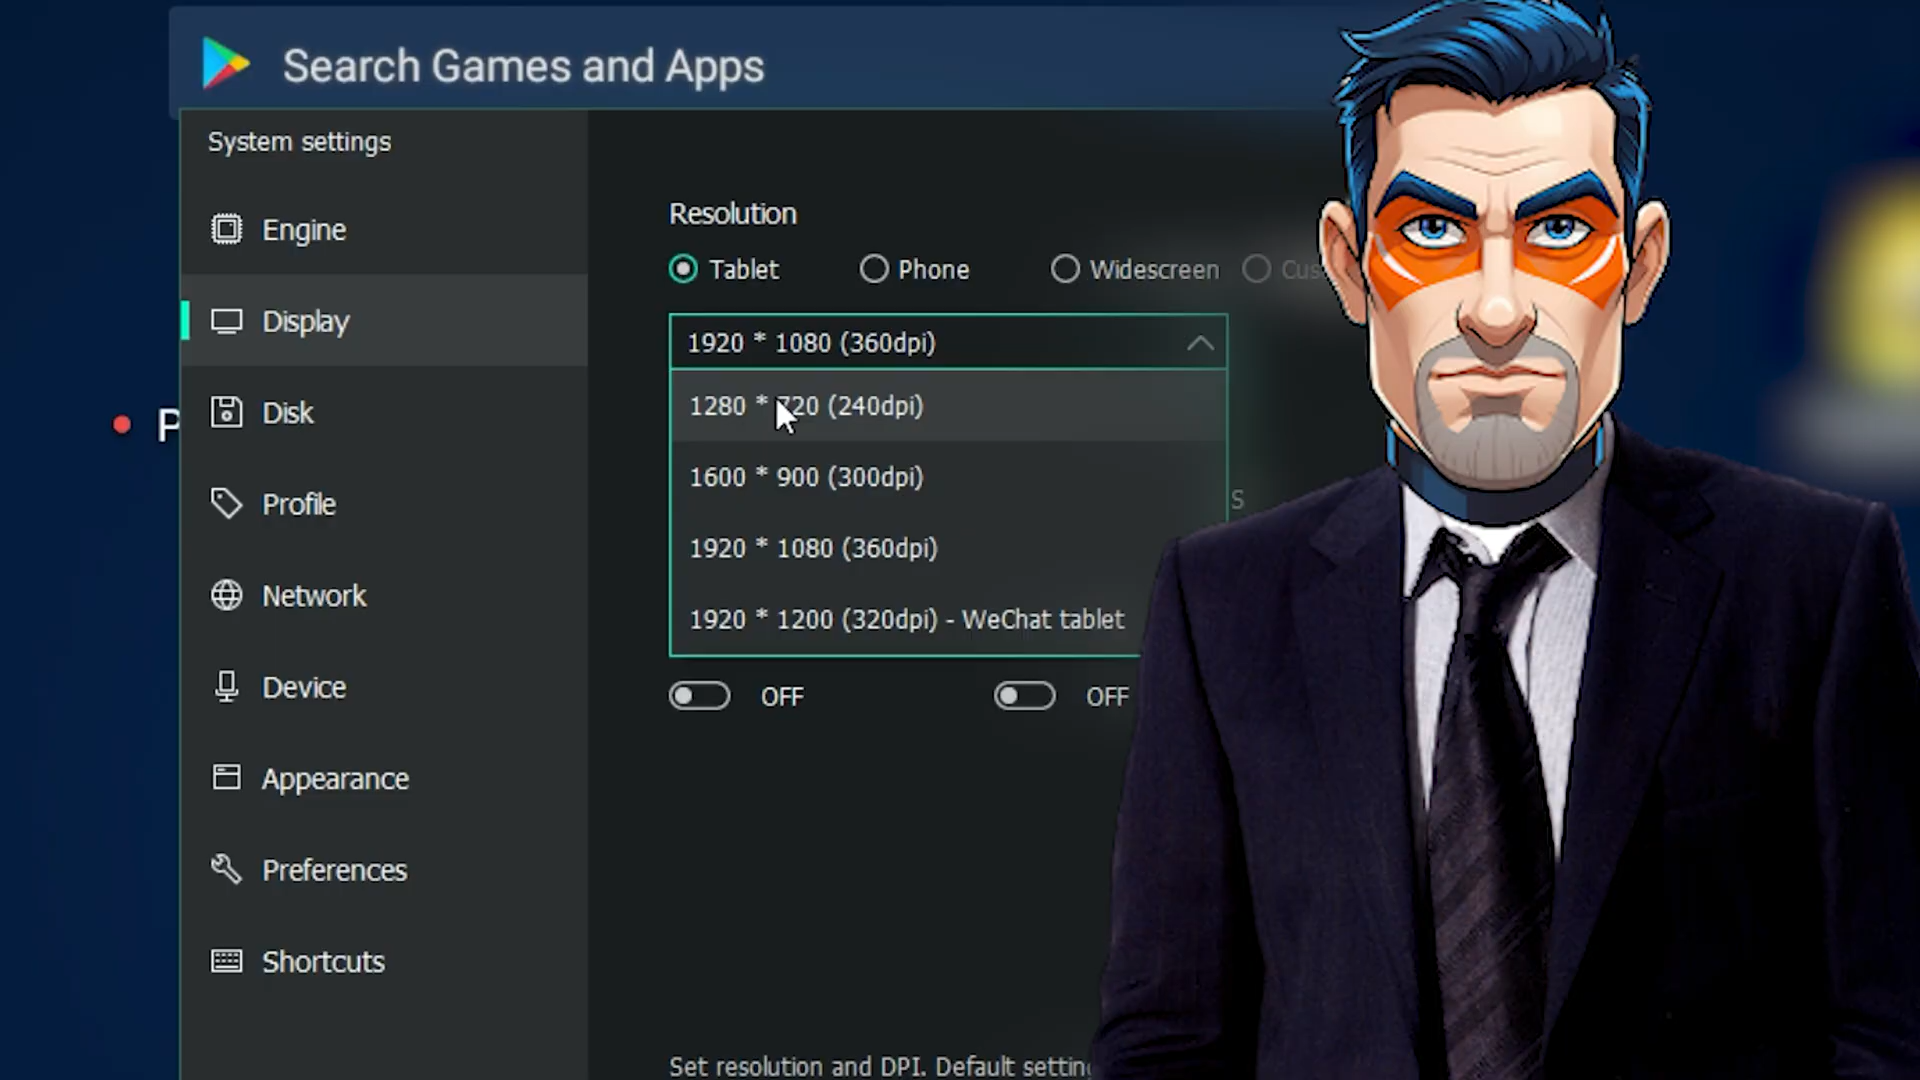 Search Games and Apps
System settings
Engine
Display
Disk
Profile
Network
Device
Appearance
Preferences
Shortcuts
P
Resolution
Tablet Phone Widescreen
1920 * 1080 (360dpi)
1280 * 720 (240dpi)
1600 * 900 (300dpi)
1920 * 1080 (360dpi)
1920 * 1200 (320dpi) - WeChat tablet
S
OFF OFF
Set resolution and DPI. Default